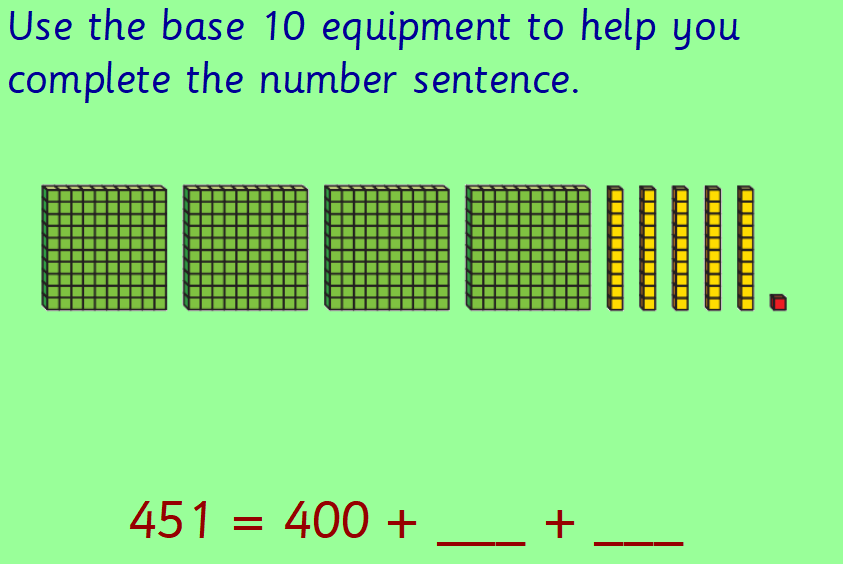 Use the base 10 equipment to help you
complete the number sentence.
451 = 400 + ___ + ___